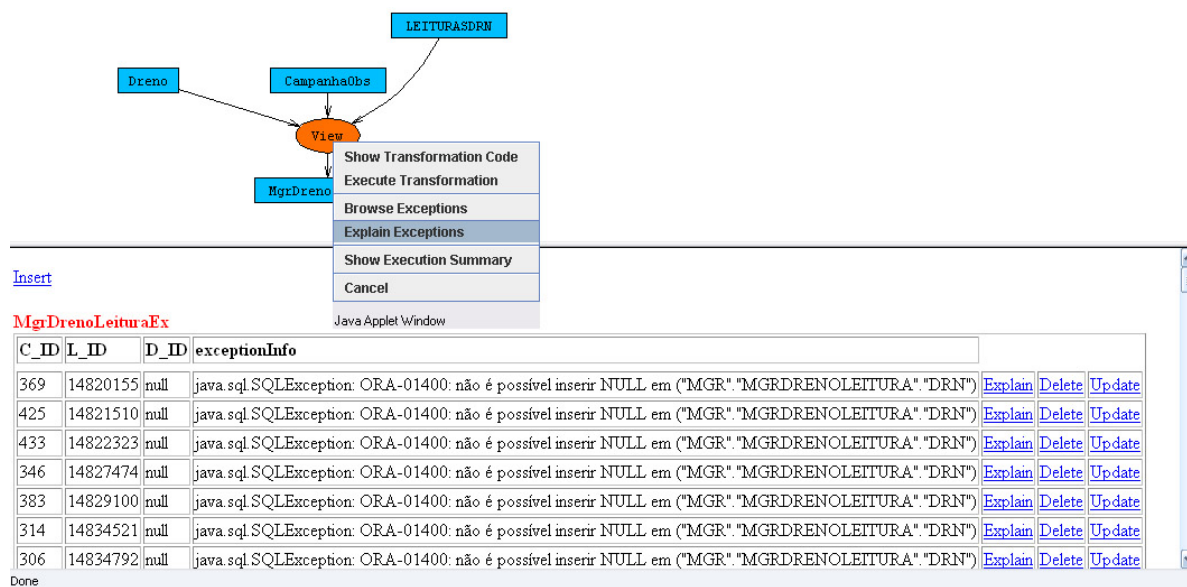 LEITURASDRN
Dreno
CampanhaObs
View
MgrDreno
Show Transformation Code
Execute Transformation
Browse Exceptions
Explain Exceptions
Show Execution Summary
Cancel
Java Applet Window
Insert
MgrDrenoLeituraEx
C_ID L_ID D_ID exceptionInfo
369 14820155 null java.sql.SQLException: ORA-01400: não é possível inserir NULL em ("MGR"."MGRDRENOLEITURA"."DRN") Explain Delete Update
425 14821510 null java.sql.SQLException: ORA-01400: não é possível inserir NULL em ("MGR"."MGRDRENOLEITURA"."DRN") Explain Delete Update
433 14822323 null java.sql.SQLException: ORA-01400: não é possível inserir NULL em ("MGR"."MGRDRENOLEITURA"."DRN") Explain Delete Update
346 14827474 null java.sql.SQLException: ORA-01400: não é possível inserir NULL em ("MGR"."MGRDRENOLEITURA"."DRN") Explain Delete Update
383 14829100 null java.sql.SQLException: ORA-01400: não é possível inserir NULL em ("MGR"."MGRDRENOLEITURA"."DRN") Explain Delete Update
314 14834521 null java.sql.SQLException: ORA-01400: não é possível inserir NULL em ("MGR"."MGRDRENOLEITURA"."DRN") Explain Delete Update
306 14834792 null java.sql.SQLException: ORA-01400: não é possível inserir NULL em ("MGR"."MGRDRENOLEITURA"."DRN") Explain Delete Update
Done